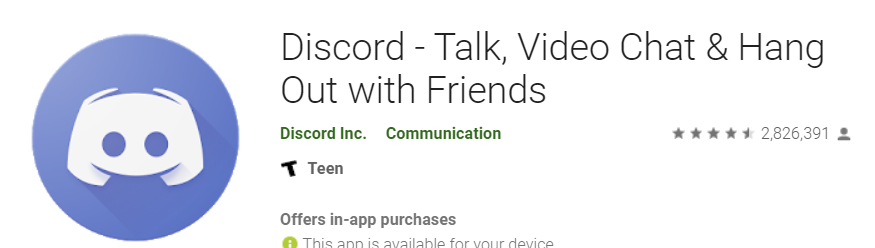 Discord - Talk, Video Chat & Hang
Out with Friends
Discord Inc. Communication 2,826,391
T Teen
Offers in-app purchases
This app is available for your device